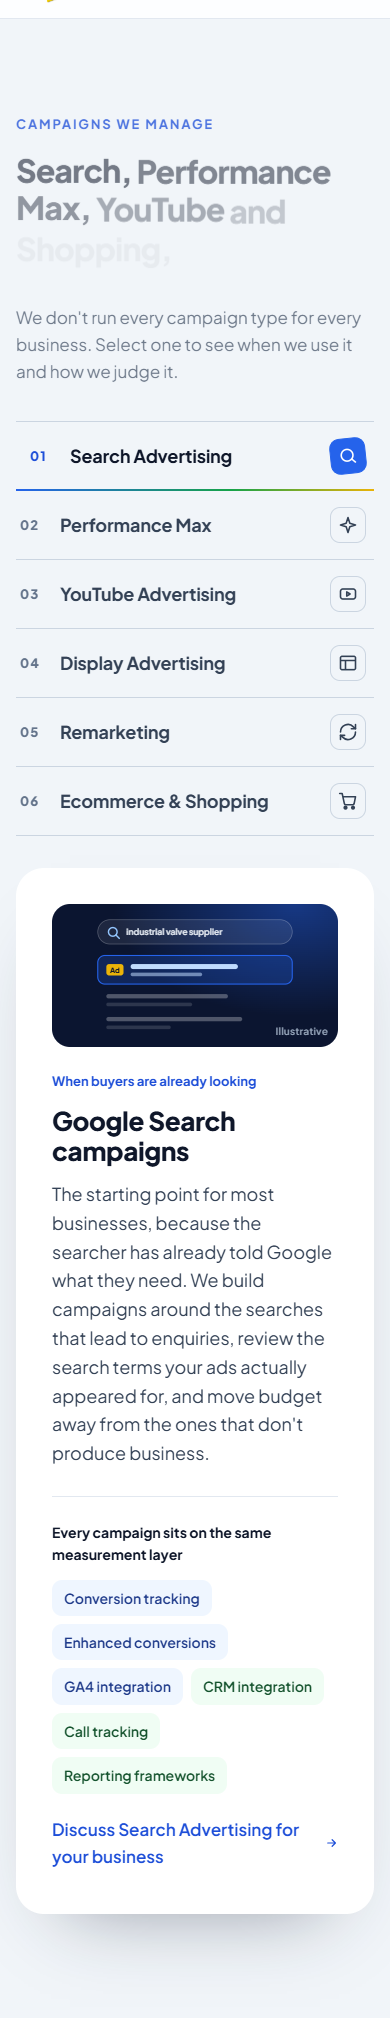 CAMPAIGNS WE MANAGE
Search, Performance
Max, YouTube and
Shopping,
We don't run every campaign type for every
business. Select one to see when we use it
and how we judge it.
01 Search Advertising
02 Performance Max
03 YouTube Advertising
04 Display Advertising
05 Remarketing
06 Ecommerce & Shopping
industrial valve supplier
Ad
Illustrative
When buyers are already looking
Google Search
campaigns
The starting point for most
businesses, because the
searcher has already told Google
what they need. We build
campaigns around the searches
that lead to enquiries, review the
search terms your ads actually
appeared for, and move budget
away from the ones that don't
produce business.
Every campaign sits on the same
measurement layer
Conversion tracking
Enhanced conversions
GA4 integration CRM integration
Call tracking
Reporting frameworks
Discuss Search Advertising for
your business